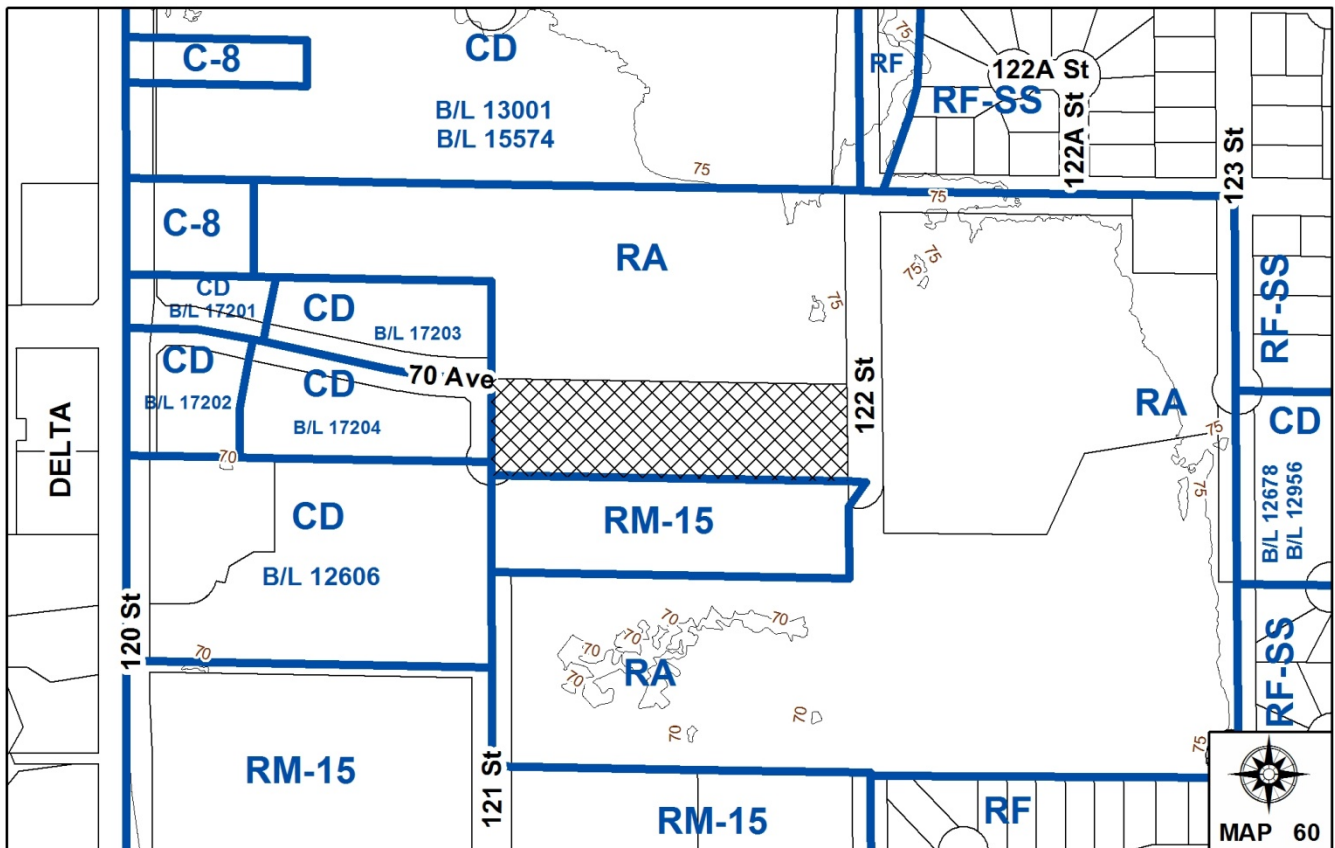 C-8
CD
B/L 13001
B/L 15574
75
75
RF
122A St
RF-SS
122A St
123 St
75
C-8
RA
75
75
75
75
RF-SS
CD
B/L 17201
CD
B/L 17203
70 Ave
CD
B/L 17202
CD
B/L 17204
122 St
RA
CD
B/L 12678
B/L 12956
75
75
DELTA
70
CD
B/L 12606
RM-15
120 St
70
70
70
70
70
70
RA
70
70
RF-SS
75
RM-15
121 St
RM-15
RF
MAP 60